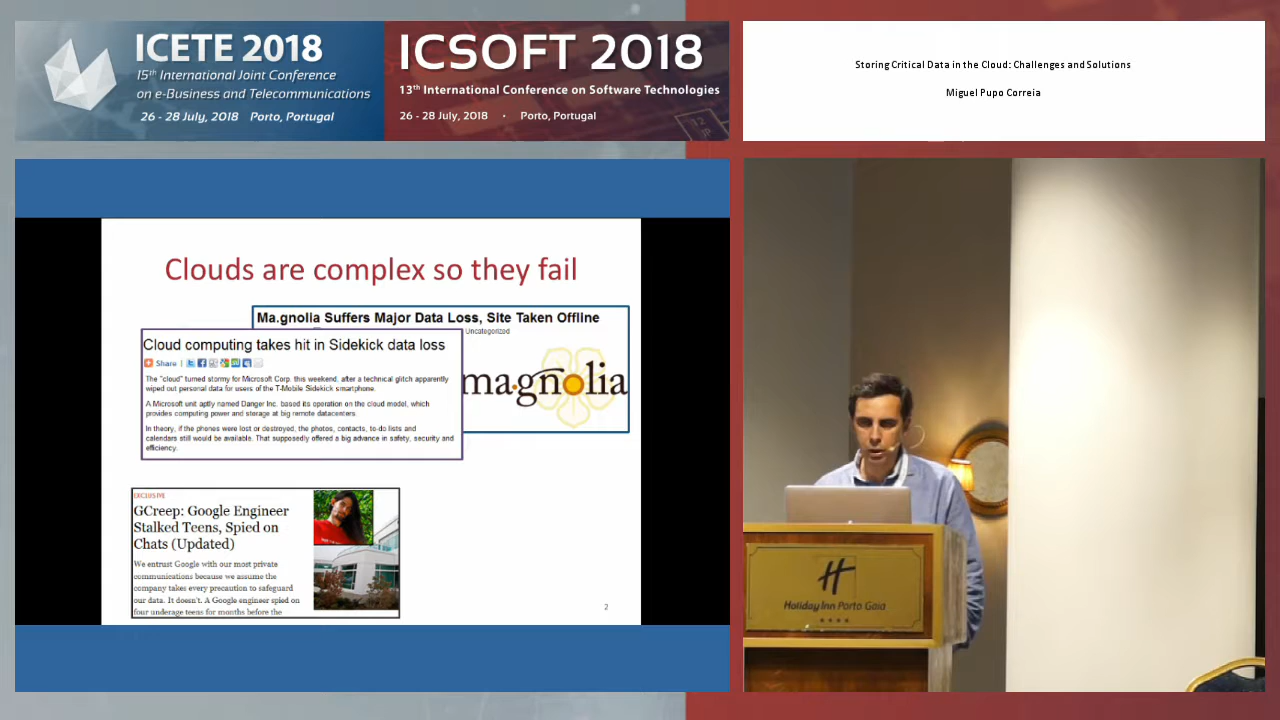 ICETE 2018
15th International Joint Conference
on e-Business and Telecommunications
26 - 28 July, 2018 Porto, Portugal
ICSOFT 2018
13th International Conference on Software Technologies
26 - 28 July, 2018 • Porto, Portugal
Storing Critical Data in the Cloud: Challenges and Solutions
Miguel Pupo Correia
Clouds are complex so they fail
Ma.gnolia Suffers Major Data Loss, Site Taken Offline
Uncategorized
ma.gnolia
Cloud computing takes hit in Sidekick data loss
Share
The "cloud" turned stormy for Microsoft Corp. this weekend, after a technical glitch apparently
wiped out personal data for users of the T-Mobile Sidekick smartphone.
A Microsoft unit aptly named Danger Inc. based its operation on the cloud model, which
provides computing power and storage at big remote datacenters.
In theory, if the phones were lost or destroyed, the photos, contacts, to-do lists and
calendars still would be available. That supposedly offered a big advance in safety, security and
efficiency.
EXCLUSIVE
GCreep: Google Engineer
Stalked Teens, Spied on
Chats (Updated)
We entrust Google with our most private
communications because we assume the
company takes every precaution to safeguard
our data. It doesn't. A Google engineer spied on
four underage teens for months before the
2
H
Holiday Inn Porto Gaia